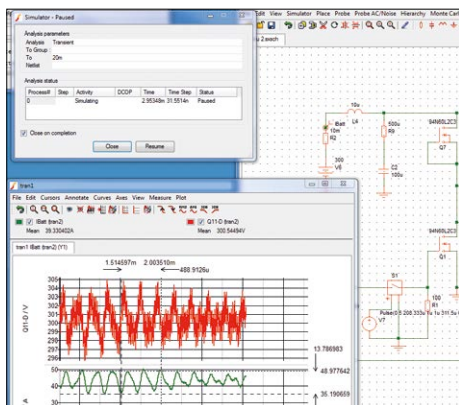 Simulator - Paused
Edit View Simulator Place Probe Probe AC/Noise Hierarchy Monte Carl
Analysis parameters
Analysis Transient
To Group :
To 20m
Netlist
Analysis status
Process# Step Activity DCOP Time Time Step Status
0 Simulating 2.95348m 31.5514n Paused
Close on completion
Close Resume
10u
L4
IBatt
10m
R2
500u
R9
94N60L2C3
Q7
300
V6
C2
100u
94N60L2C3
Q1
S1
100
R1
V7
tran1
File Edit Cursors Annotate Curves Axes View Measure Plot
IBatt (tran2) Q11-D (tran2)
Mean 39.330402A Mean 300.54494V
tran1 IBatt (tran2) (Y1)
1.514597m 2.003510m
488.9126u
Q11-D / V
305
304
303
302
301
300
299
298
297
296
13.786983
50
40
30
A
48.977642
35.190659